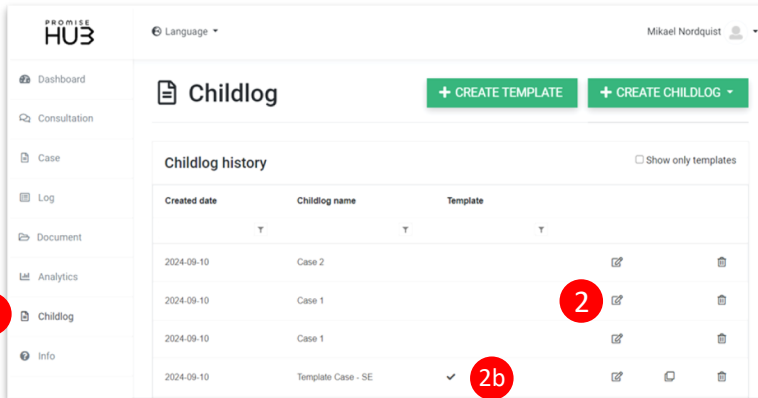 PROMISE
HUB
Language
Mikael Nordquist
Dashboard
Consultation
Case
Log
Document
Analytics
Childlog
Info
Childlog
+ CREATE TEMPLATE
+ CREATE CHILDLOG
Childlog history
Show only templates
Created date Childlog name Template
2024-09-10 Case 2
2024-09-10 Case 1
2
2024-09-10 Case 1
2024-09-10 Template Case - SE
2b